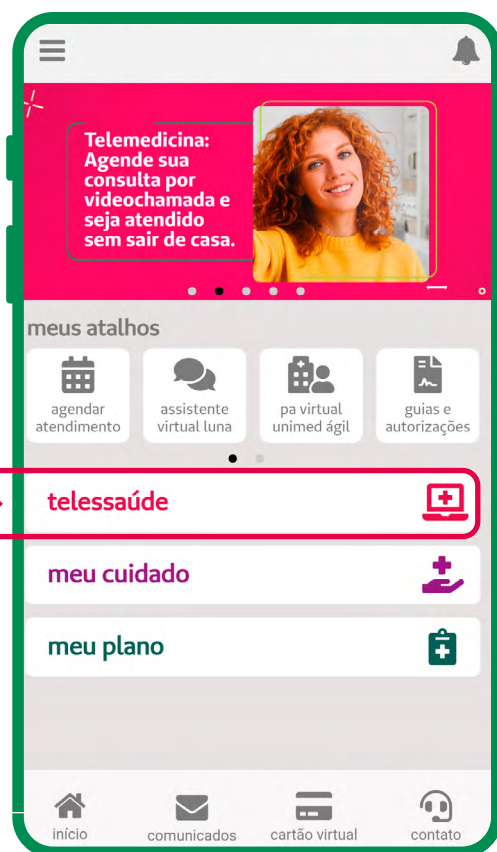 Telemedicina:
Agende sua
consulta por
videochamada e
seja atendido
sem sair de casa.
meus atalhos
agendar
atendimento
assistente
virtual luna
pa virtual
unimed ágil
guias e
autorizações
telessaúde
meu cuidado
meu plano
início
comunicados
cartão virtual
contato